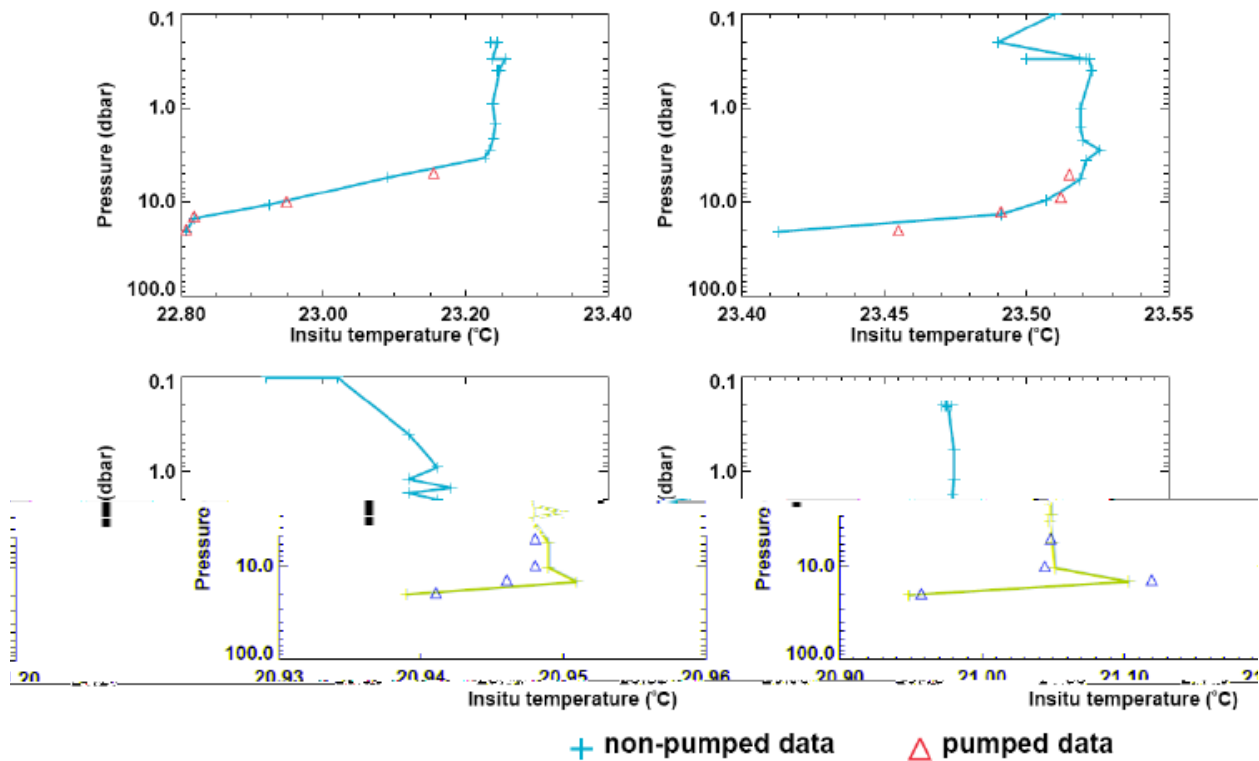 0.1 0.1
Pressure (dbar) Pressure (dbar)
1.0 1.0
10.0 10.0
100.0 100.0
22.80 23.00 23.20 23.40 23.40 23.45 23.50 23.55
Insitu temperature (°C) Insitu temperature (°C)
0.1 0.1
(dbar) (dbar)
1.0 1.0
Pressure Pressure
10.0 10.0
100.0 100.0
20 20.93 20.94 20.95 20.96 20.90 21.00 21.10
Insitu temperature (°C) Insitu temperature (°C)
non-pumped data pumped data